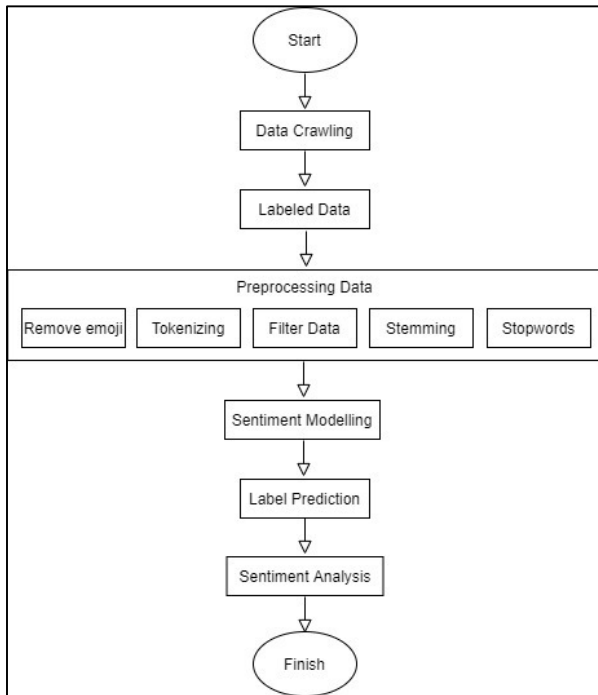 Start
Data Crawling
Labeled Data
Preprocessing Data
Remove emoji
Tokenizing
Filter Data
Stemming
Stopwords
Sentiment Modelling
Label Prediction
Sentiment Analysis
Finish